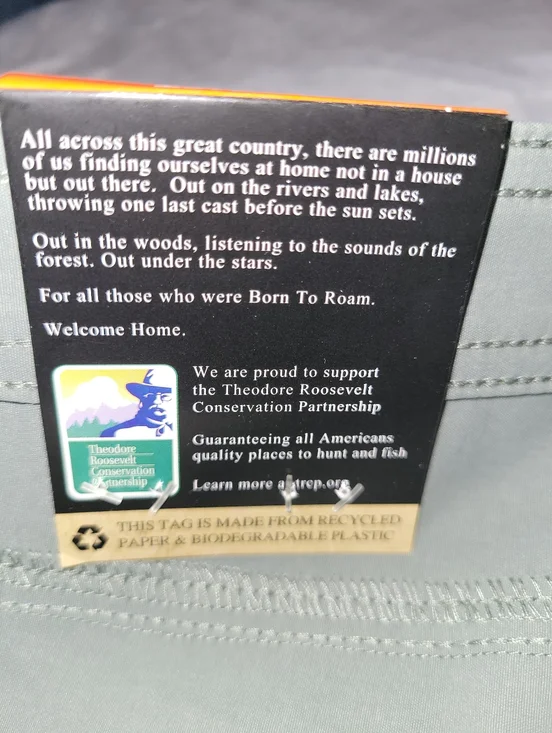 All across this great country, there are millions
of us finding ourselves at home not in a house
but out there. Out on the rivers and lakes,
throwing one last cast before the sun sets.
Out in the woods, listening to the sounds of the
forest. Out under the stars.
For all those who were Born To Roam.
Welcome Home.
We are proud to support
the Theodore Roosevelt
Conservation Partnership
Guaranteeing all Americans
quality places to hunt and fish
Learn more at trcp.org
Theodore
Roosevelt
Conservation
Partnership
THIS TAG IS MADE FROM RECYCLED
PAPER & BIODEGRADABLE PLASTIC